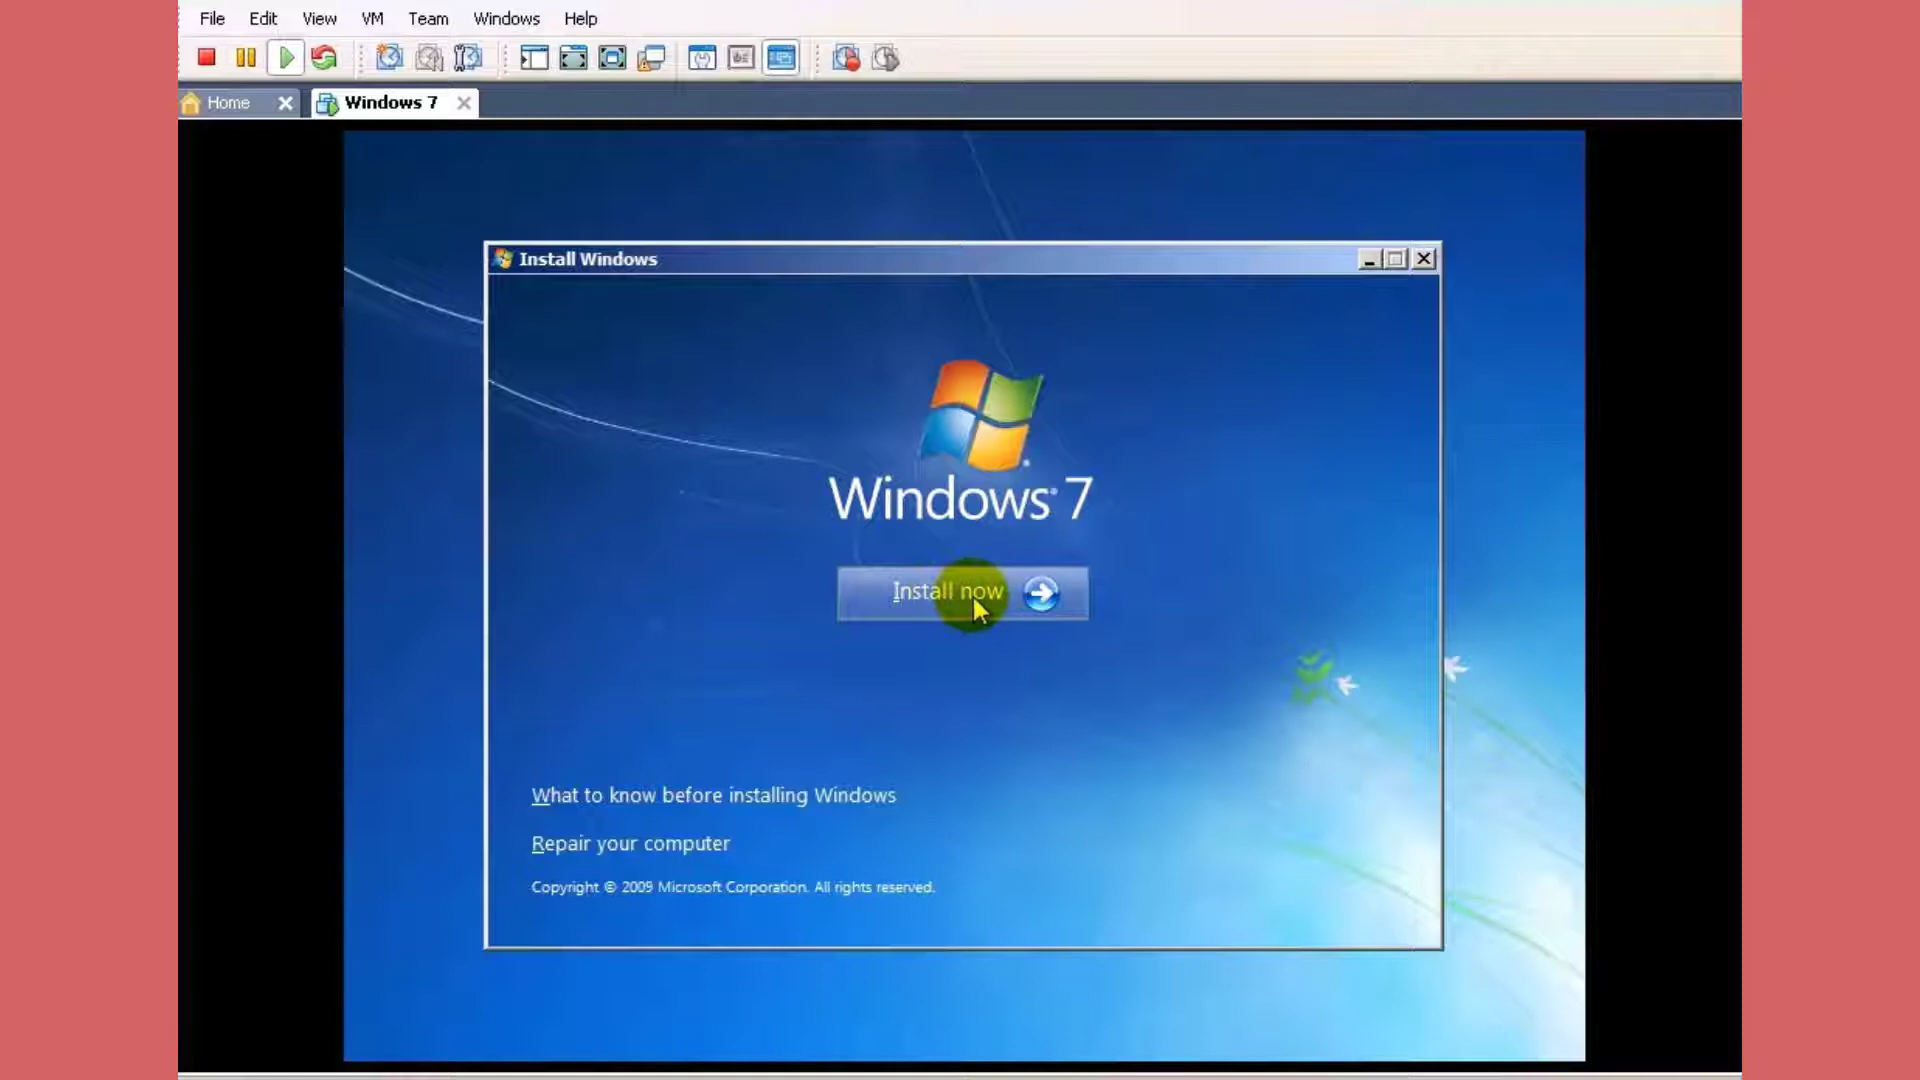 File Edit View VM Team Windows Help
Home Windows 7
Install Windows
Windows® 7
Install now
What to know before installing Windows
Repair your computer
Copyright © 2009 Microsoft Corporation. All rights reserved.